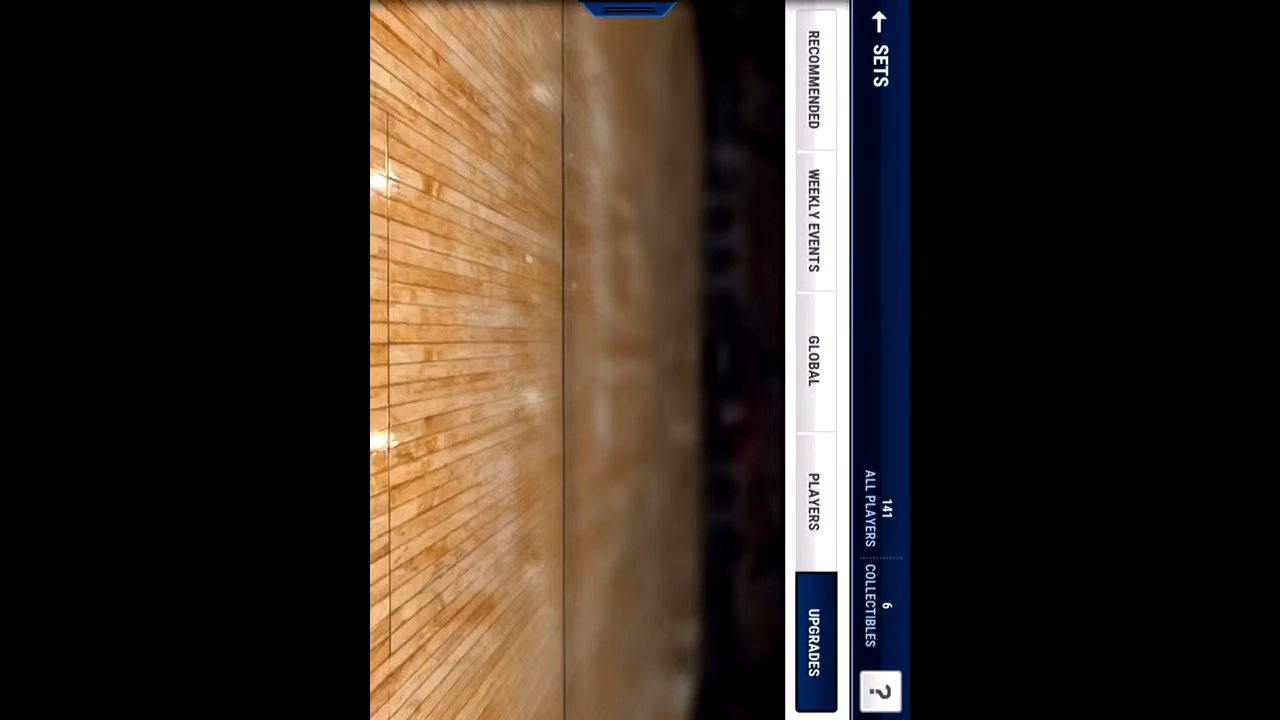 SETS
141
ALL PLAYERS
6
COLLECTIBLES
?
RECOMMENDED
WEEKLY EVENTS
GLOBAL
PLAYERS
UPGRADES